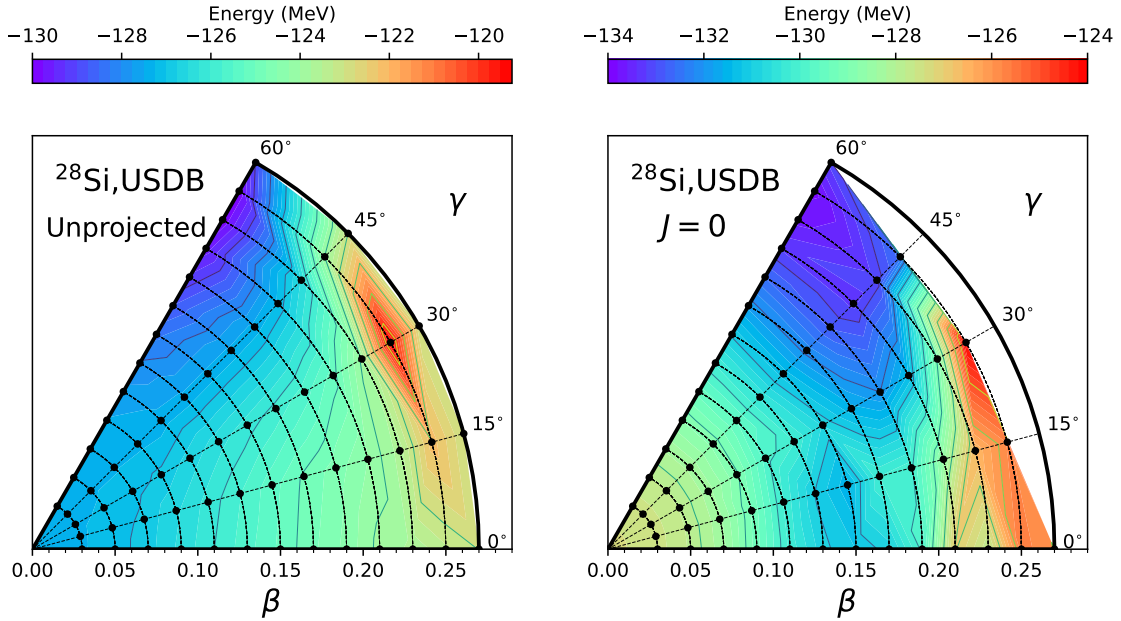 Energy (MeV)
−130 −128 −126 −124 −122 −120
²⁸Si,USDB
Unprojected
γ
60°
45°
30°
15°
0°
0.00 0.05 0.10 0.15 0.20 0.25
β
Energy (MeV)
−134 −132 −130 −128 −126 −124
²⁸Si,USDB
J = 0
γ
60°
45°
30°
15°
0°
0.00 0.05 0.10 0.15 0.20 0.25
β